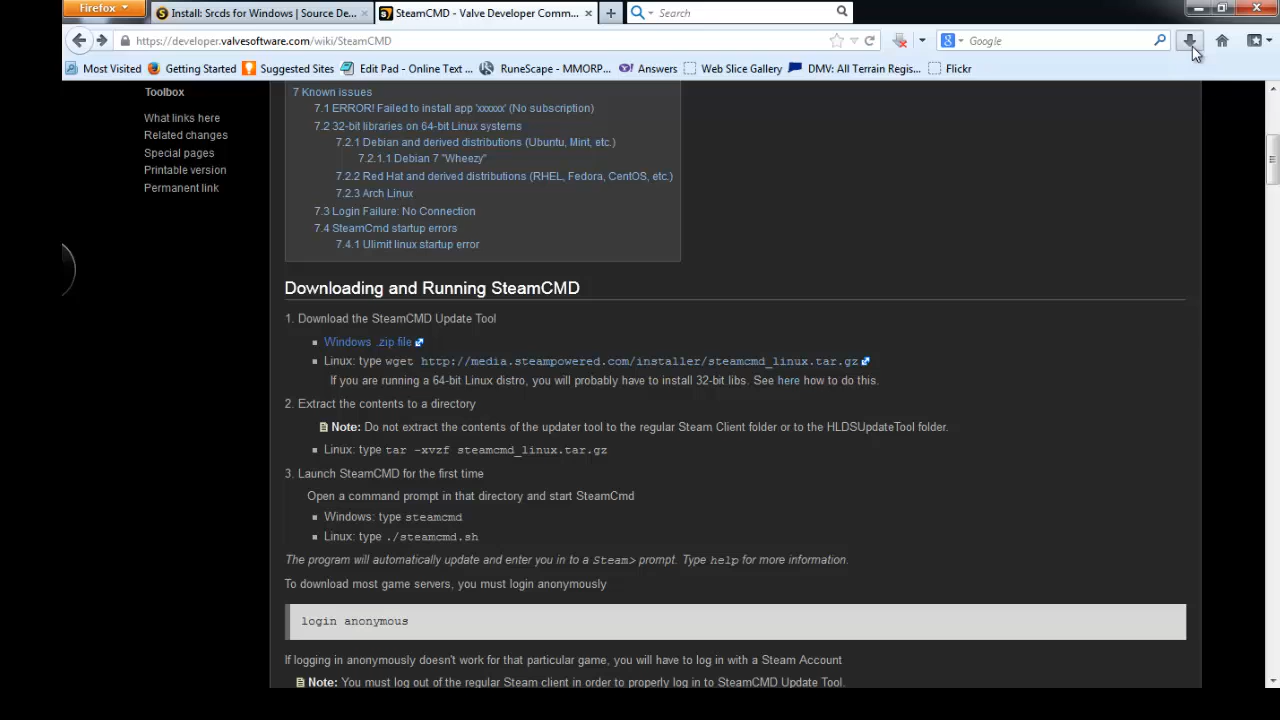 Firefox
Install: Srcds for Windows | Source De...
SteamCMD - Valve Developer Comm...
Search
https://developer.valvesoftware.com/wiki/SteamCMD
Google
Most Visited
Getting Started
Suggested Sites
Edit Pad - Online Text ...
RuneScape - MMORP...
Answers
Web Slice Gallery
DMV: All Terrain Regis...
Flickr
Toolbox
What links here
Related changes
Special pages
Printable version
Permanent link
7 Known issues
7.1 ERROR! Failed to install app 'xxxxxx' (No subscription)
7.2 32-bit libraries on 64-bit Linux systems
7.2.1 Debian and derived distributions (Ubuntu, Mint, etc.)
7.2.1.1 Debian 7 "Wheezy"
7.2.2 Red Hat and derived distributions (RHEL, Fedora, CentOS, etc.)
7.2.3 Arch Linux
7.3 Login Failure: No Connection
7.4 SteamCmd startup errors
7.4.1 Ulimit linux startup error
Downloading and Running SteamCMD
1. Download the SteamCMD Update Tool
Windows .zip file
Linux: type wget http://media.steampowered.com/installer/steamcmd_linux.tar.gz
If you are running a 64-bit Linux distro, you will probably have to install 32-bit libs. See here how to do this.
2. Extract the contents to a directory
Note: Do not extract the contents of the updater tool to the regular Steam Client folder or to the HLDSUpdateTool folder.
Linux: type tar -xvzf steamcmd_linux.tar.gz
3. Launch SteamCMD for the first time
Open a command prompt in that directory and start SteamCmd
Windows: type steamcmd
Linux: type ./steamcmd.sh
The program will automatically update and enter you in to a Steam> prompt. Type help for more information.
To download most game servers, you must login anonymously
login anonymous
If logging in anonymously doesn't work for that particular game, you will have to log in with a Steam Account
Note: You must log out of the regular Steam client in order to properly log in to SteamCMD Update Tool.